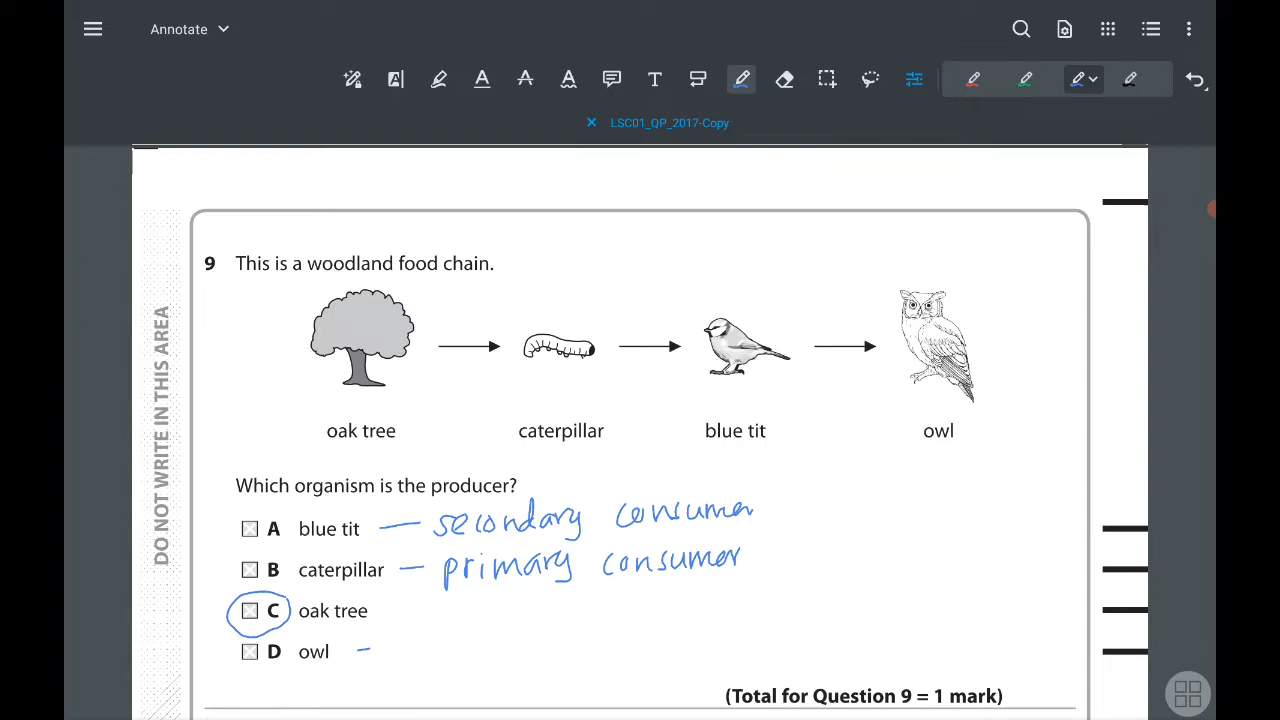 Annotate
LSC01_QP_2017-Copy
DO NOT WRITE IN THIS AREA
9 This is a woodland food chain.
oak tree caterpillar blue tit owl
Which organism is the producer?
A blue tit — secondary consumer
B caterpillar — primary consumer
C oak tree
D owl –
(Total for Question 9 = 1 mark)